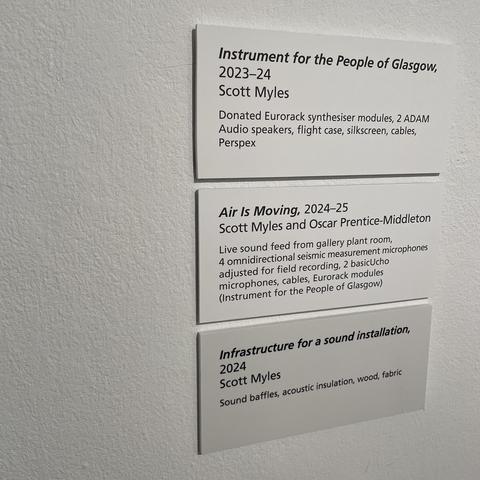 Instrument for the People of Glasgow,
2023–24
Scott Myles
Donated Eurorack synthesiser modules, 2 ADAM
Audio speakers, flight case, silkscreen, cables,
Perspex
Air Is Moving, 2024–25
Scott Myles and Oscar Prentice-Middleton
Live sound feed from gallery plant room,
4 omnidirectional seismic measurement microphones
adjusted for field recording, 2 basicUcho
microphones, cables, Eurorack modules
(Instrument for the People of Glasgow)
Infrastructure for a sound installation,
2024
Scott Myles
Sound baffles, acoustic insulation, wood, fabric